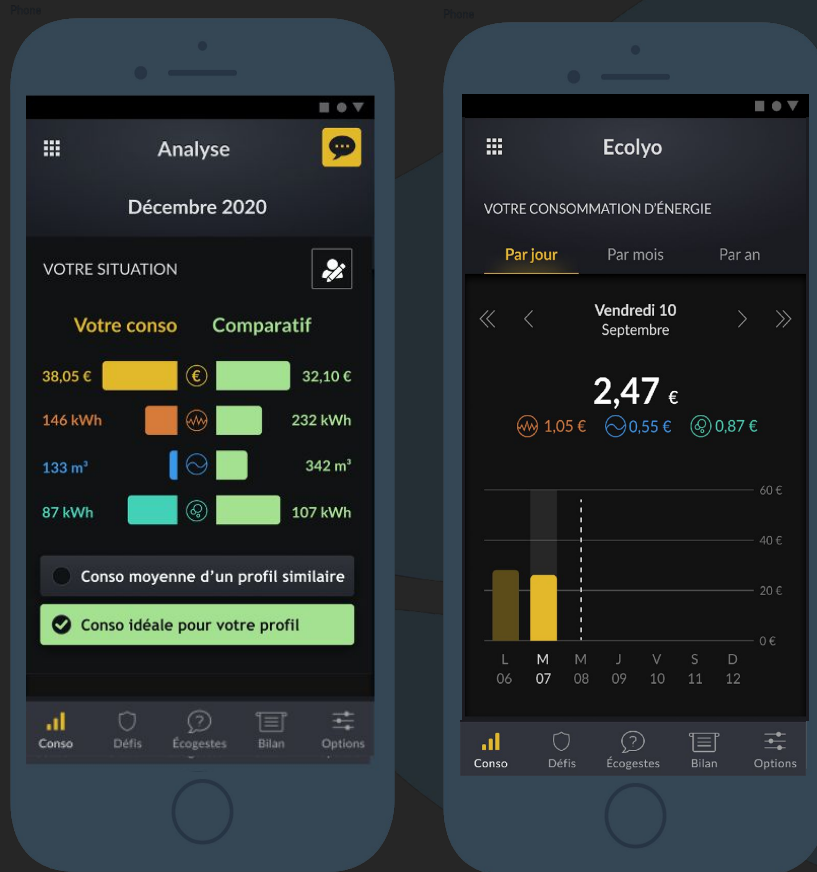 Phone
Analyse
Décembre 2020
VOTRE SITUATION
Votre conso Comparatif
38,05 € € 32,10 €
146 kWh 232 kWh
133 m³ 342 m³
87 kWh 107 kWh
Conso moyenne d'un profil similaire
Conso idéale pour votre profil
Conso Défis Écogestes Bilan Options
Phone
Ecolyo
VOTRE CONSOMMATION D'ÉNERGIE
Par jour Par mois Par an
Vendredi 10
Septembre
2,47 €
1,05 € 0,55 € 0,87 €
60 €
40 €
20 €
0 €
L M M J V S D
06 07 08 09 10 11 12
Conso Défis Écogestes Bilan Options